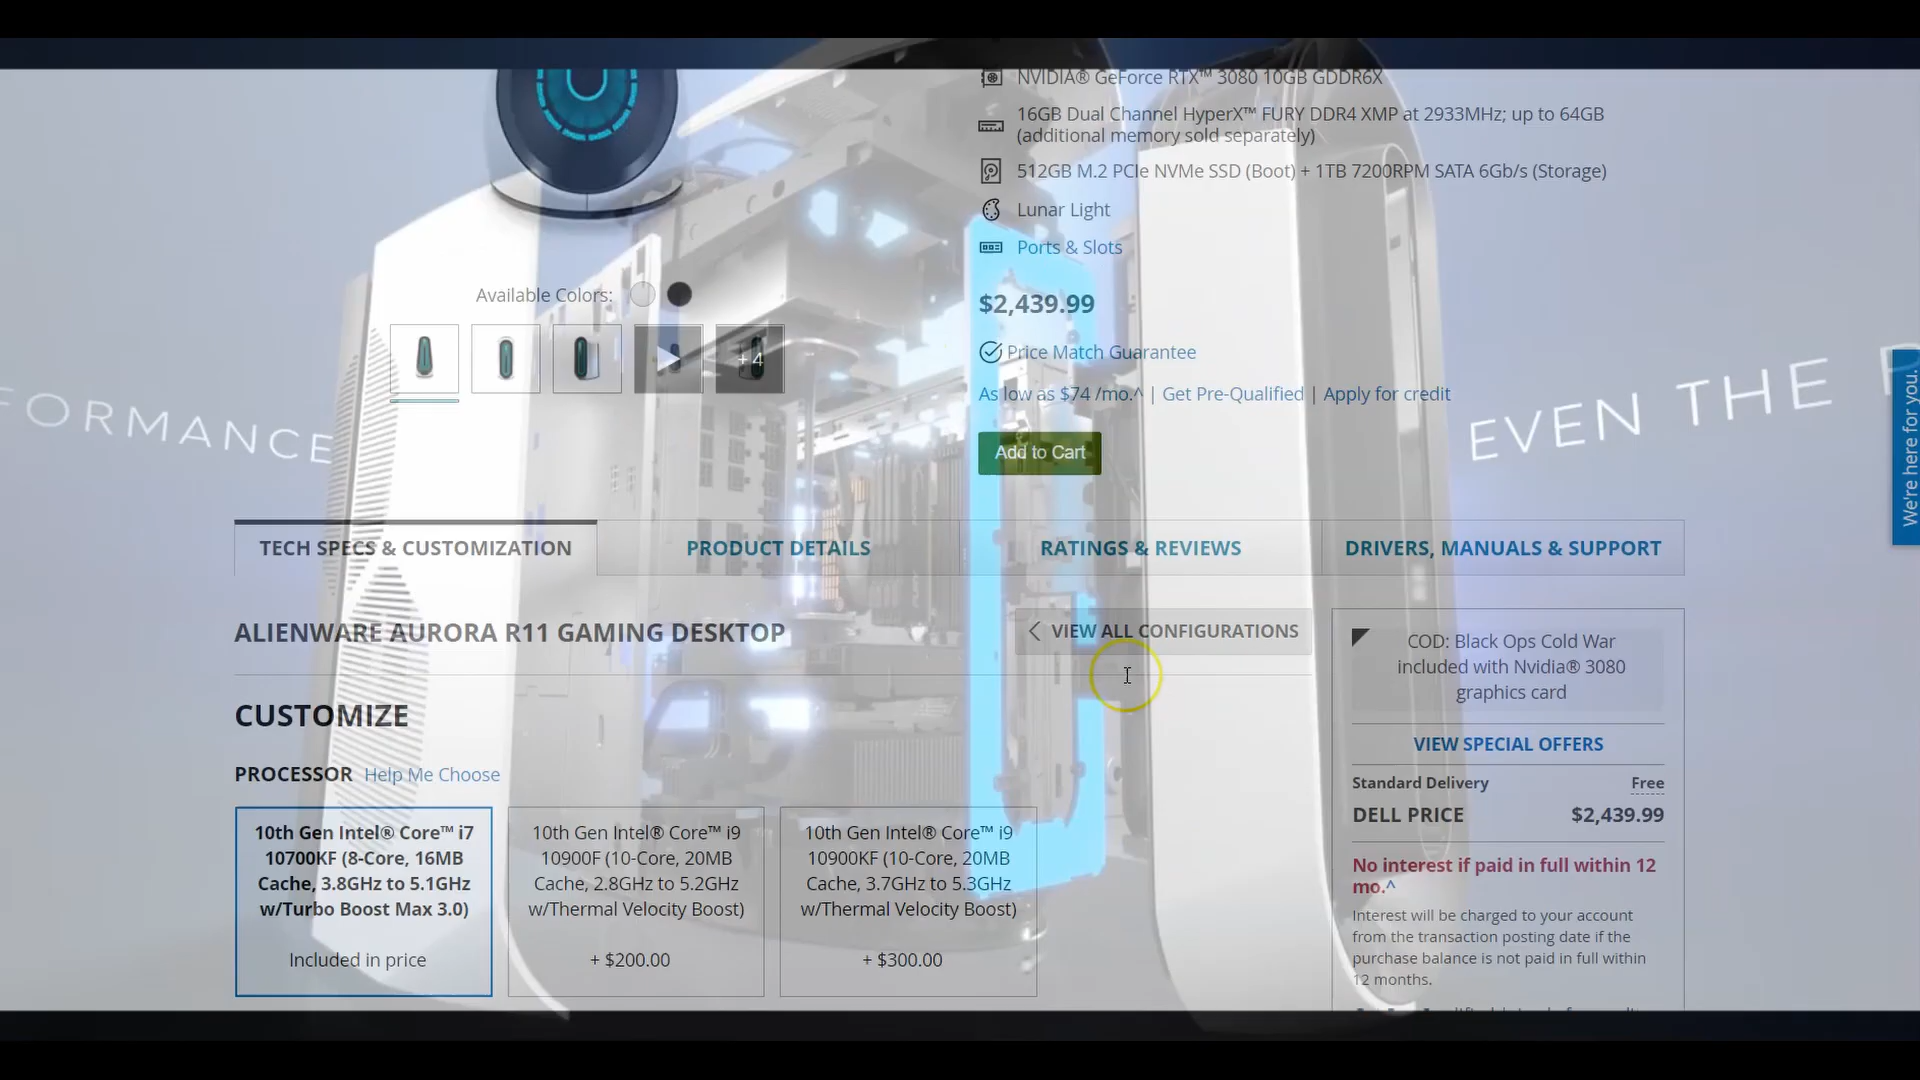 NVIDIA® GeForce RTX™ 3080 10GB GDDR6X
16GB Dual Channel HyperX™ FURY DDR4 XMP at 2933MHz; up to 64GB
(additional memory sold separately)
512GB M.2 PCIe NVMe SSD (Boot) + 1TB 7200RPM SATA 6Gb/s (Storage)
Lunar Light
Ports & Slots
Available Colors:
+4
$2,439.99
Price Match Guarantee
As low as $74 /mo.^ | Get Pre-Qualified | Apply for credit
Add to Cart
FORMANCE
EVEN THE
We're here for you.
TECH SPECS & CUSTOMIZATION
PRODUCT DETAILS
RATINGS & REVIEWS
DRIVERS, MANUALS & SUPPORT
ALIENWARE AURORA R11 GAMING DESKTOP
VIEW ALL CONFIGURATIONS
CUSTOMIZE
PROCESSOR Help Me Choose
10th Gen Intel® Core™ i7
10700KF (8-Core, 16MB
Cache, 3.8GHz to 5.1GHz
w/Turbo Boost Max 3.0)
Included in price
10th Gen Intel® Core™ i9
10900F (10-Core, 20MB
Cache, 2.8GHz to 5.2GHz
w/Thermal Velocity Boost)
+ $200.00
10th Gen Intel® Core™ i9
10900KF (10-Core, 20MB
Cache, 3.7GHz to 5.3GHz
w/Thermal Velocity Boost)
+ $300.00
COD: Black Ops Cold War
included with Nvidia® 3080
graphics card
VIEW SPECIAL OFFERS
Standard Delivery Free
DELL PRICE $2,439.99
No interest if paid in full within 12
mo.^
Interest will be charged to your account
from the transaction posting date if the
purchase balance is not paid in full within
12 months.